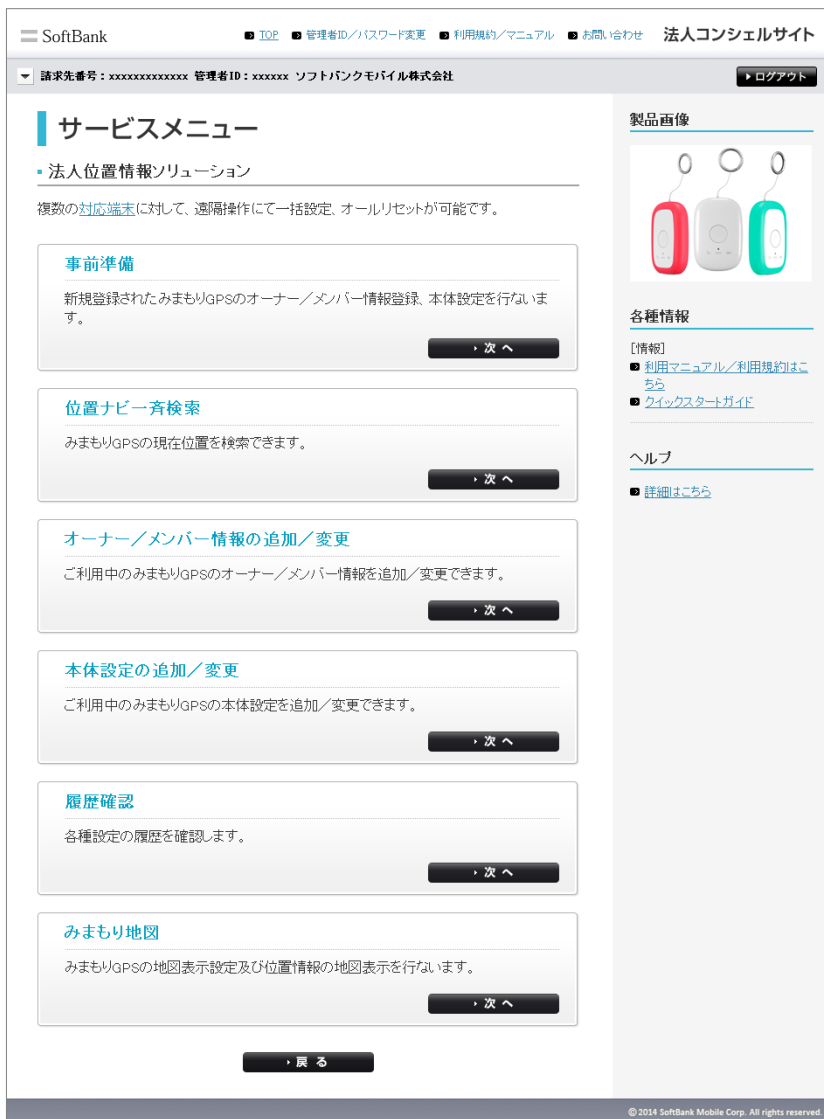 SoftBank
TOP 管理者ID／パスワード変更 利用規約／マニュアル お問い合わせ 法人コンシェルサイト
請求先番号：xxxxxxxxxxxxx 管理者ID：xxxxxx ソフトバンクモバイル株式会社
ログアウト
サービスメニュー
法人位置情報ソリューション
複数の対応端末に対して、遠隔操作にて一括設定、オールリセットが可能です。
事前準備
新規登録されたみまもりGPSのオーナー／メンバー情報登録、本体設定を行ないま
す。
次 へ
位置ナビ一斉検索
みまもりGPSの現在位置を検索できます。
次 へ
オーナー／メンバー情報の追加／変更
ご利用中のみまもりGPSのオーナー／メンバー情報を追加／変更できます。
次 へ
本体設定の追加／変更
ご利用中のみまもりGPSの本体設定を追加／変更できます。
次 へ
履歴確認
各種設定の履歴を確認します。
次 へ
みまもり地図
みまもりGPSの地図表示設定及び位置情報の地図表示を行ないます。
次 へ
戻 る
製品画像
各種情報
[情報]
利用マニュアル／利用規約はこ
ちら
クイックスタートガイド
ヘルプ
詳細はこちら
© 2014 SoftBank Mobile Corp. All rights reserved